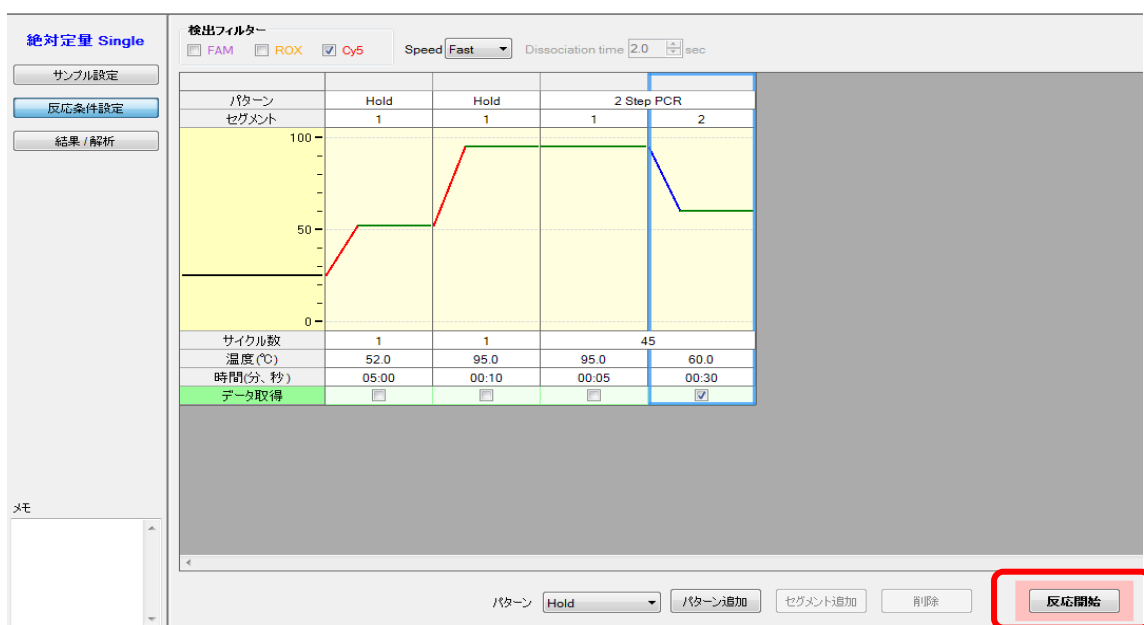 絶対定量 Single
サンプル設定
反応条件設定
結果 / 解析
メモ
検出フィルター
FAM ROX Cy5 Speed Fast Dissociation time 2.0 sec
パターン Hold Hold 2 Step PCR
セグメント 1 1 1 2
100
50
0
サイクル数 1 1 45
温度(℃) 52.0 95.0 95.0 60.0
時間(分、秒) 05:00 00:10 00:05 00:30
データ取得
パターン Hold パターン追加 セグメント追加 削除 反応開始